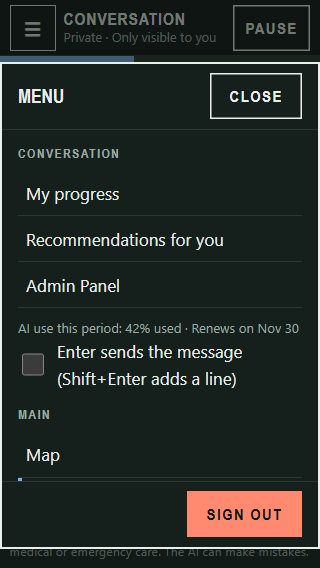 CONVERSATION
Private · Only visible to you
PAUSE
MENU
CLOSE
CONVERSATION
My progress
Recommendations for you
Admin Panel
AI use this period: 42% used · Renews on Nov 30
Enter sends the message
(Shift+Enter adds a line)
MAIN
Map
SIGN OUT
medical or emergency care. The AI can make mistakes.